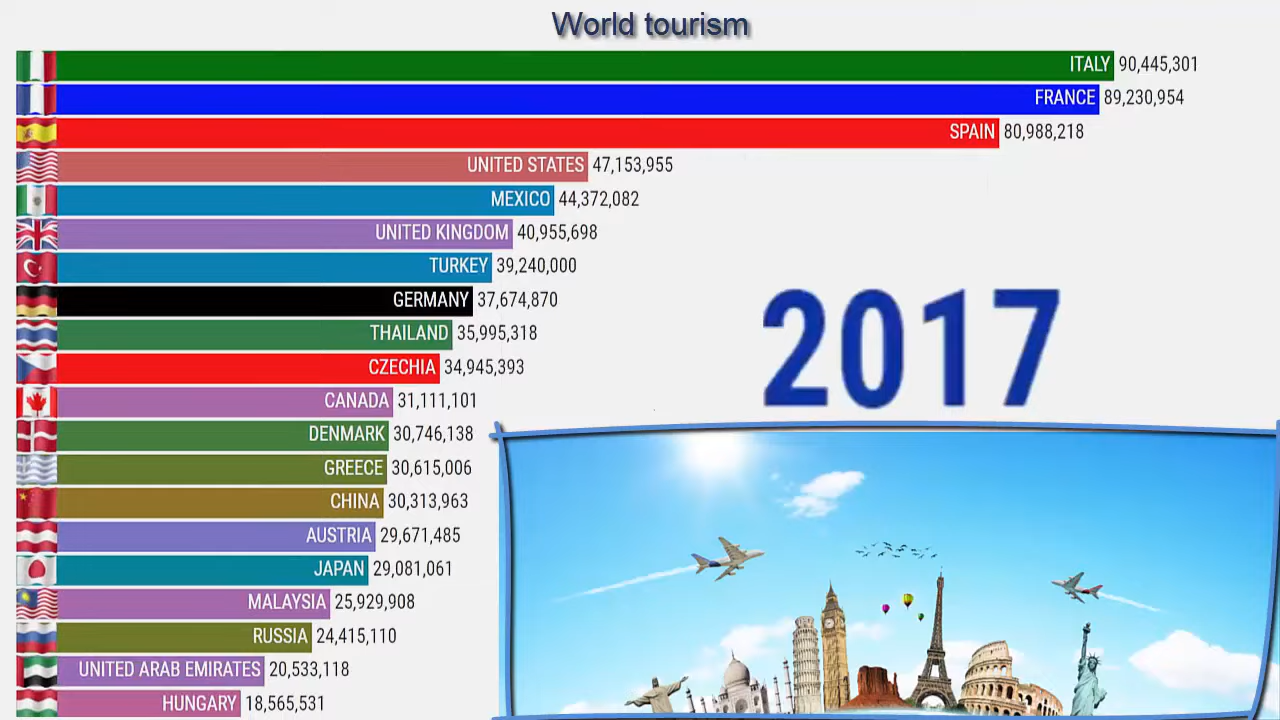 World tourism
ITALY 90,445,301
FRANCE 89,230,954
SPAIN 80,988,218
UNITED STATES 47,153,955
MEXICO 44,372,082
UNITED KINGDOM 40,955,698
TURKEY 39,240,000
GERMANY 37,674,870
THAILAND 35,995,318
CZECHIA 34,945,393
CANADA 31,111,101
DENMARK 30,746,138
GREECE 30,615,006
CHINA 30,313,963
AUSTRIA 29,671,485
JAPAN 29,081,061
MALAYSIA 25,929,908
RUSSIA 24,415,110
UNITED ARAB EMIRATES 20,533,118
HUNGARY 18,565,531
2017